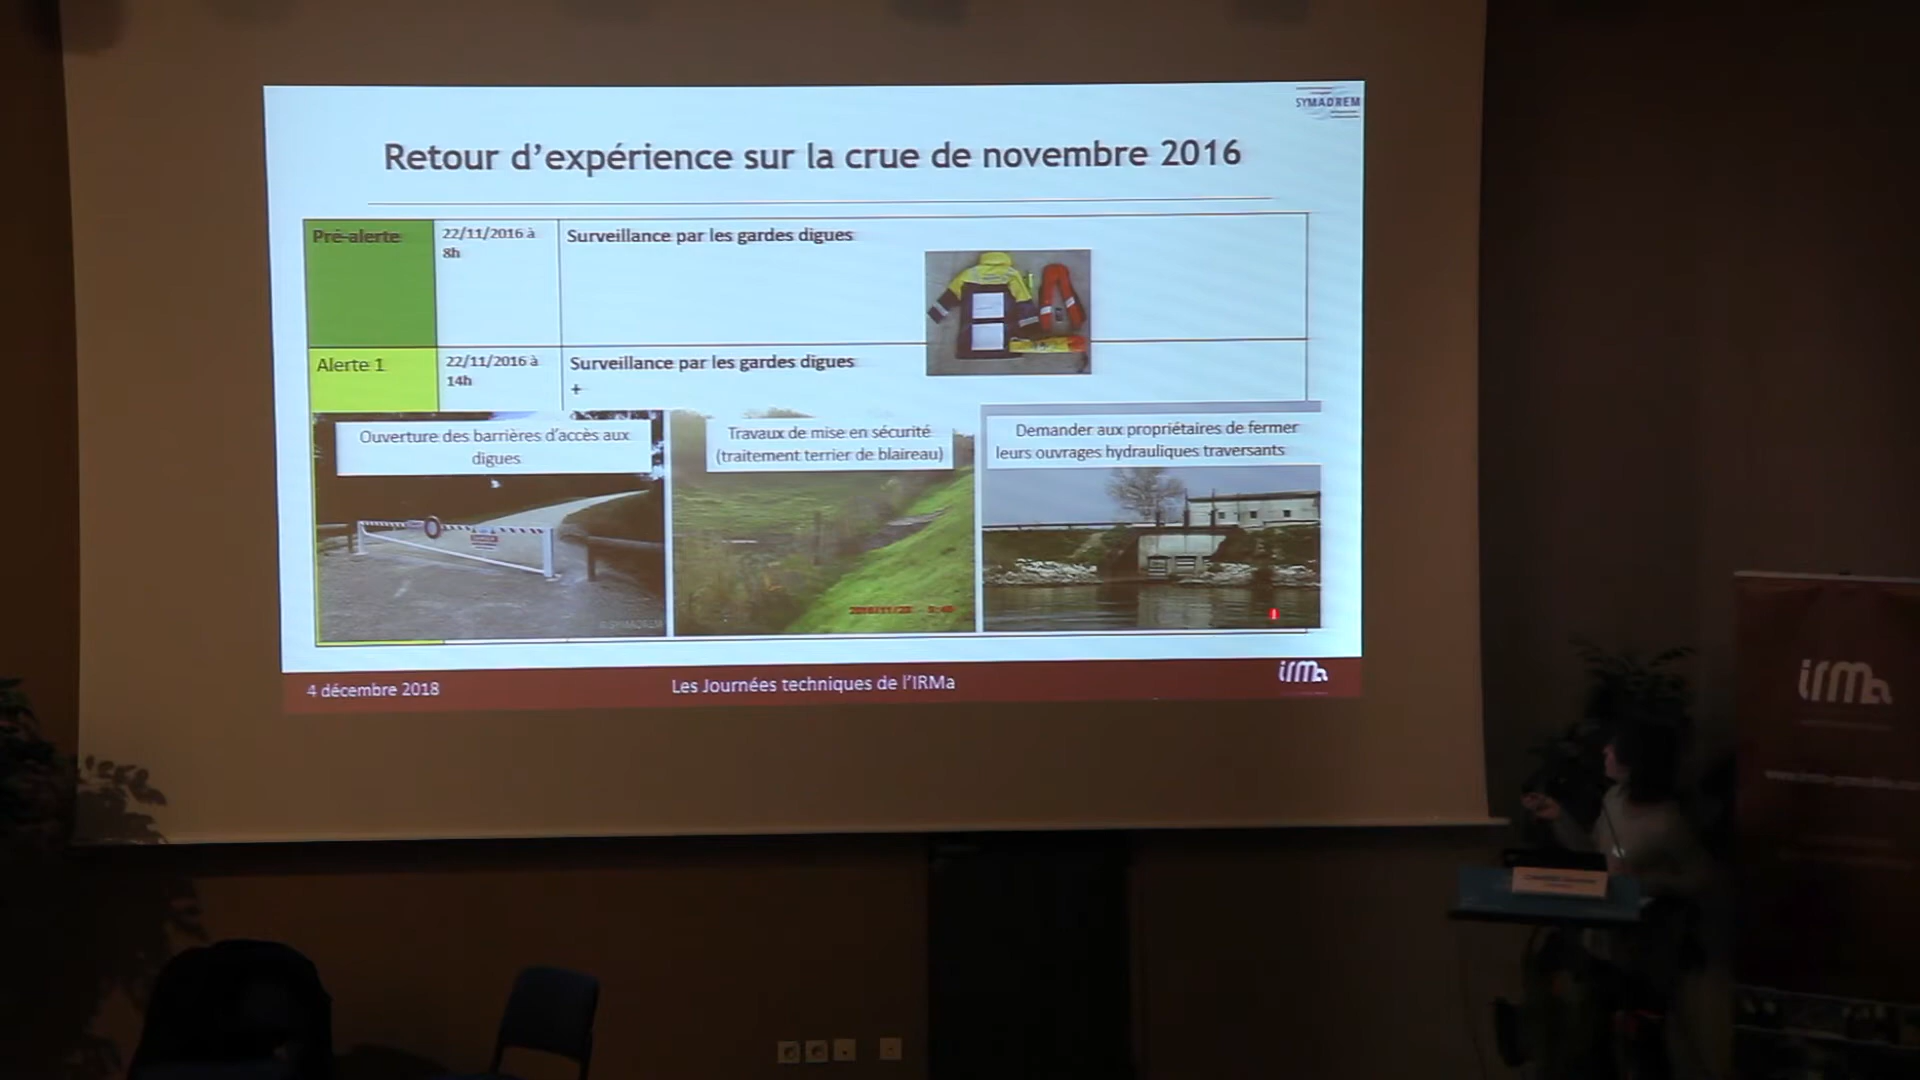 SYMADREM
Retour d'expérience sur la crue de novembre 2016
Pré-alerte
22/11/2016 à
8h
Surveillance par les gardes digues
Alerte 1
22/11/2016 à
14h
Surveillance par les gardes digues
+
Ouverture des barrières d'accès aux
digues
Travaux de mise en sécurité
(traitement terrier de blaireau)
Demander aux propriétaires de fermer
leurs ouvrages hydrauliques traversants
© SYMADREM
4 décembre 2018
Les Journées techniques de l'IRMa
irma
irma